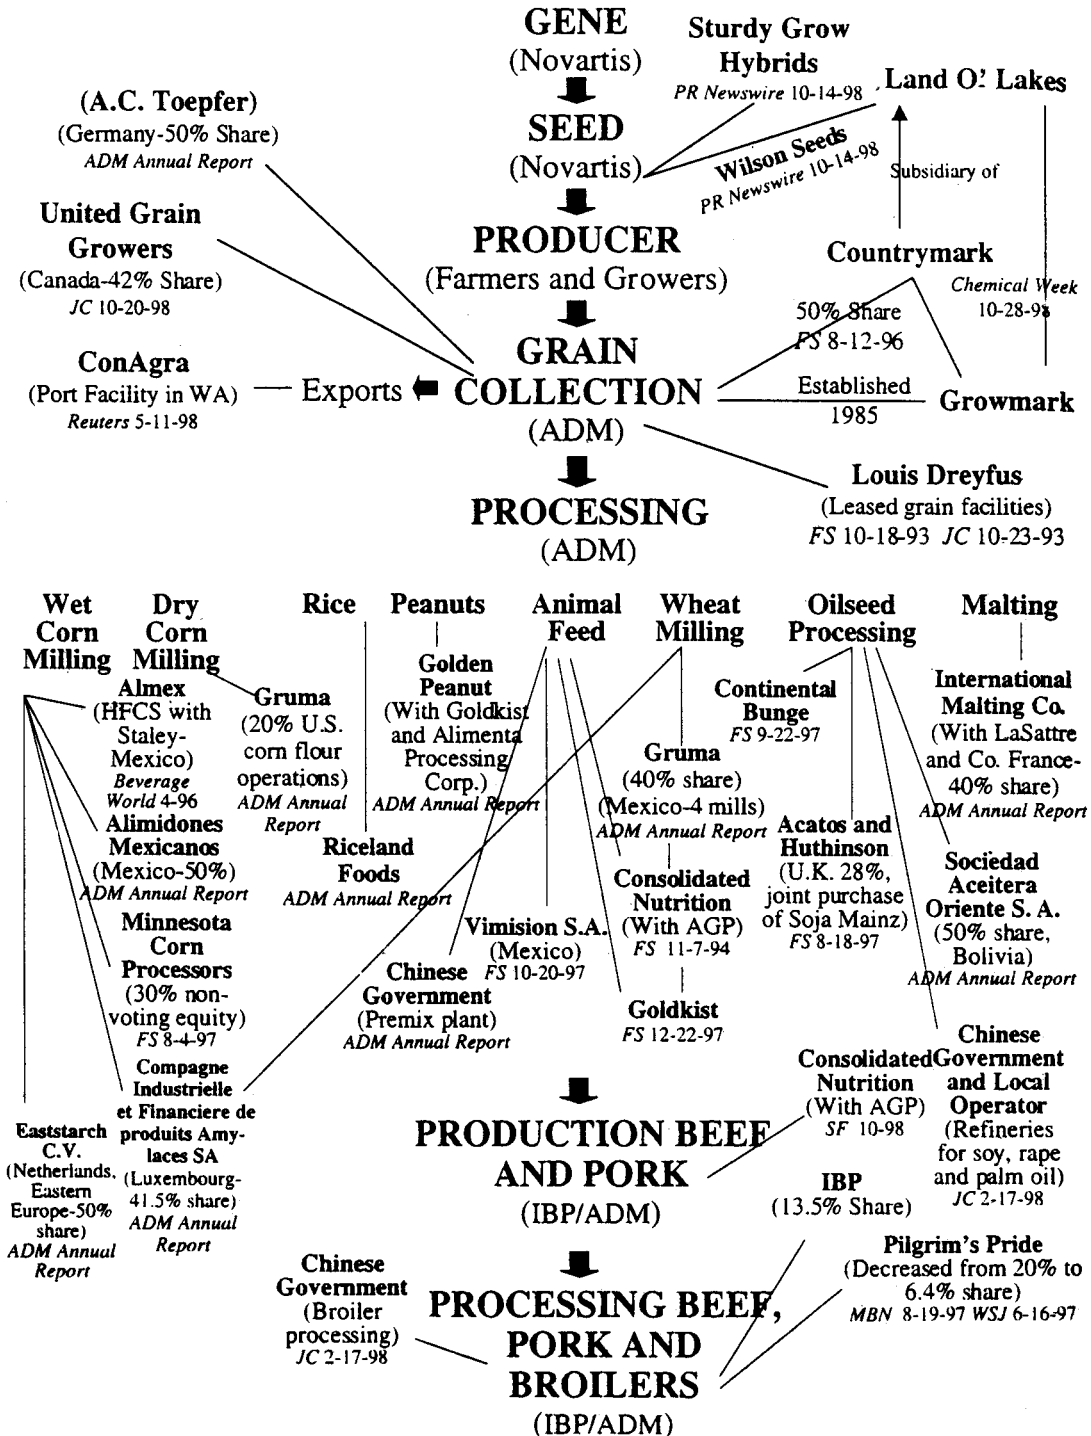 GENE
(Novartis)
Sturdy Grow
Hybrids
PR Newswire 10-14-98
Land O' Lakes
(A.C. Toepfer)
(Germany-50% Share)
ADM Annual Report
SEED
(Novartis)
Wilson Seeds
PR Newswire 10-14-98
Subsidiary of
United Grain
Growers
(Canada-42% Share)
JC 10-20-98
PRODUCER
(Farmers and Growers)
Countrymark
Chemical Week
10-28-98
50% Share
FS 8-12-96
GRAIN
COLLECTION
(ADM)
Exports
ConAgra
(Port Facility in WA)
Reuters 5-11-98
Established
1985
Growmark
Louis Dreyfus
(Leased grain facilities)
FS 10-18-93 JC 10-23-93
PROCESSING
(ADM)
Wet
Corn
Milling
Dry
Corn
Milling
Rice
Peanuts
Animal
Feed
Wheat
Milling
Oilseed
Processing
Malting
Almex
(HFCS with
Staley-
Mexico)
Beverage
World 4-96
Alimidones
Mexicanos
(Mexico-50%)
ADM Annual Report
Minnesota
Corn
Processors
(30% non-
voting equity)
FS 8-4-97
Compagne
Industrielle
et Financiere de
produits Amy-
laces SA
(Luxembourg-
41.5% share)
ADM Annual
Report
Eaststarch
C.V.
(Netherlands,
Eastern
Europe-50%
share)
ADM Annual
Report
Gruma
(20% U.S.
corn flour
operations)
ADM Annual
Report
Riceland
Foods
ADM Annual Report
Golden
Peanut
(With Goldkist
and Alimenta
Processing
Corp.)
ADM Annual Report
Chinese
Government
(Premix plant)
ADM Annual Report
Vimision S.A.
(Mexico)
FS 10-20-97
Gruma
(40% share)
(Mexico-4 mills)
ADM Annual Report
Consolidated
Nutrition
(With AGP)
FS 11-7-94
Goldkist
FS 12-22-97
Continental
Bunge
FS 9-22-97
Acatos and
Huthinson
(U.K. 28%,
joint purchase
of Soja Mainz)
FS 8-18-97
International
Malting Co.
(With LaSattre
and Co. France-
40% share)
ADM Annual Report
Sociedad
Aceitera
Oriente S. A.
(50% share,
Bolivia)
ADM Annual Report
Chinese
Government
and Local
Operator
(Refineries
for soy, rape
and palm oil)
JC 2-17-98
PRODUCTION BEEF
AND PORK
(IBP/ADM)
Consolidated
Nutrition
(With AGP)
SF 10-98
IBP
(13.5% Share)
Pilgrim's Pride
(Decreased from 20% to
6.4% share)
MBN 8-19-97 WSJ 6-16-97
Chinese
Government
(Broiler
processing)
JC 2-17-98
PROCESSING BEEF,
PORK AND
BROILERS
(IBP/ADM)